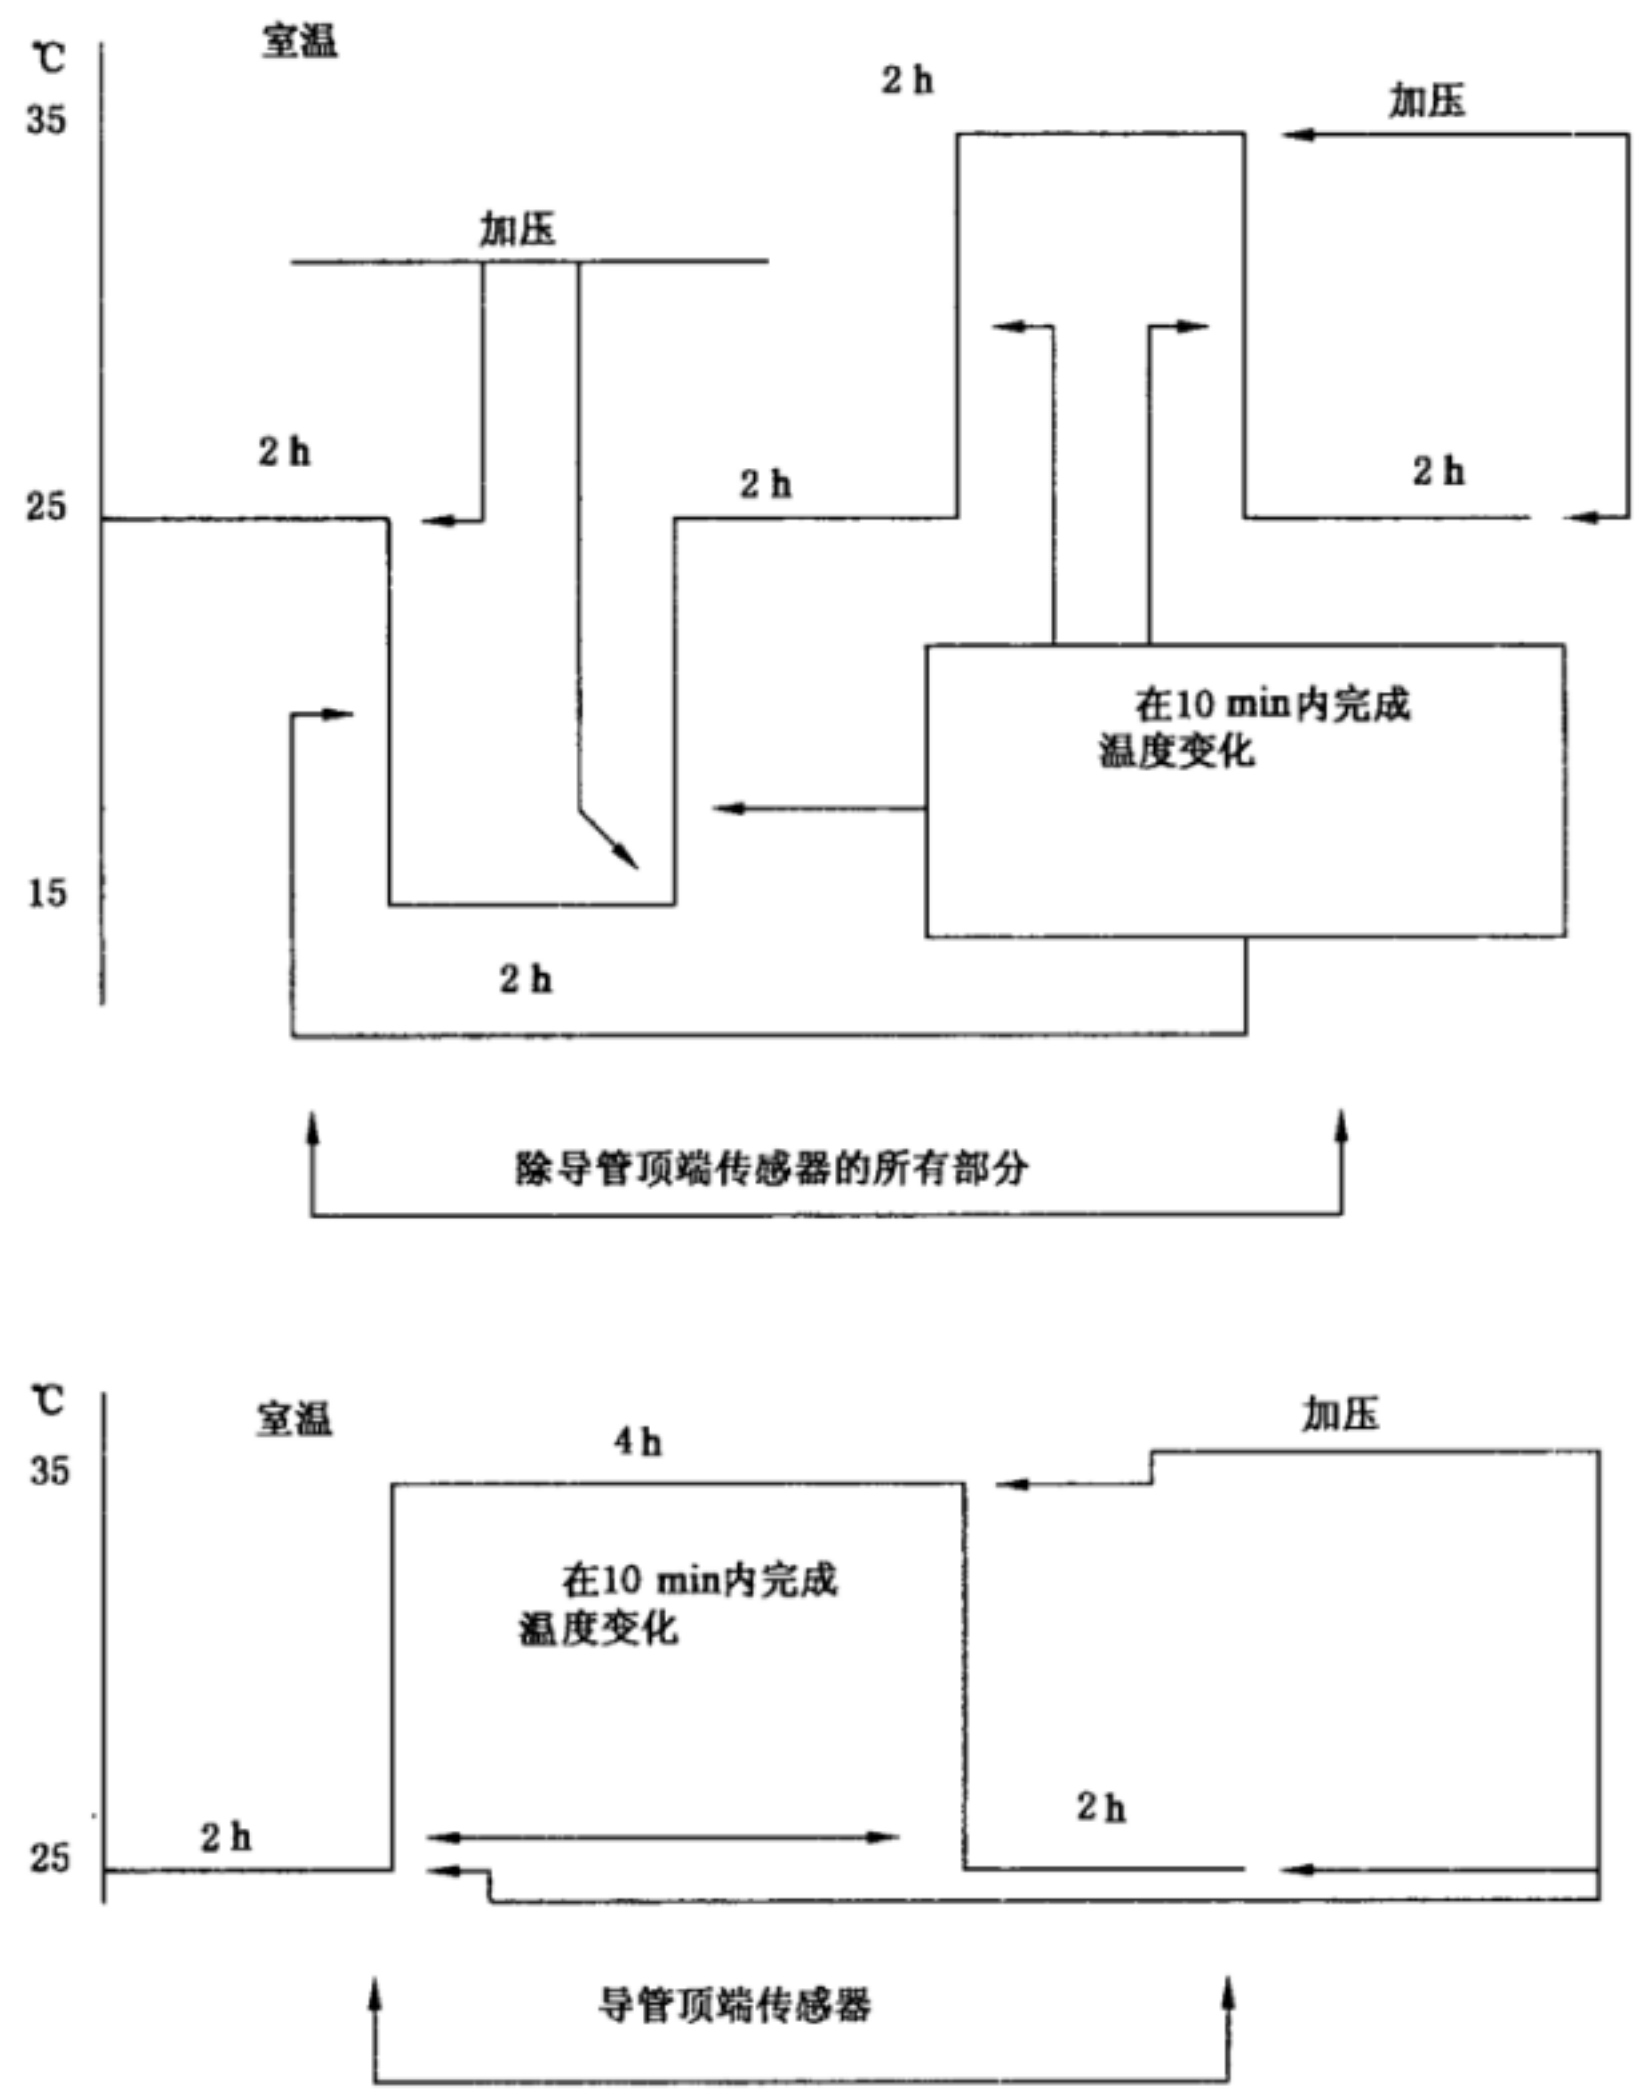 ℃
室温
2 h
35
加压
加压
2 h
2 h
2 h
25
在10 min内完成
温度变化
15
2 h
除导管顶端传感器的所有部分
℃
室温
4 h
加压
35
在10 min内完成
温度变化
2 h
2 h
25
导管顶端传感器